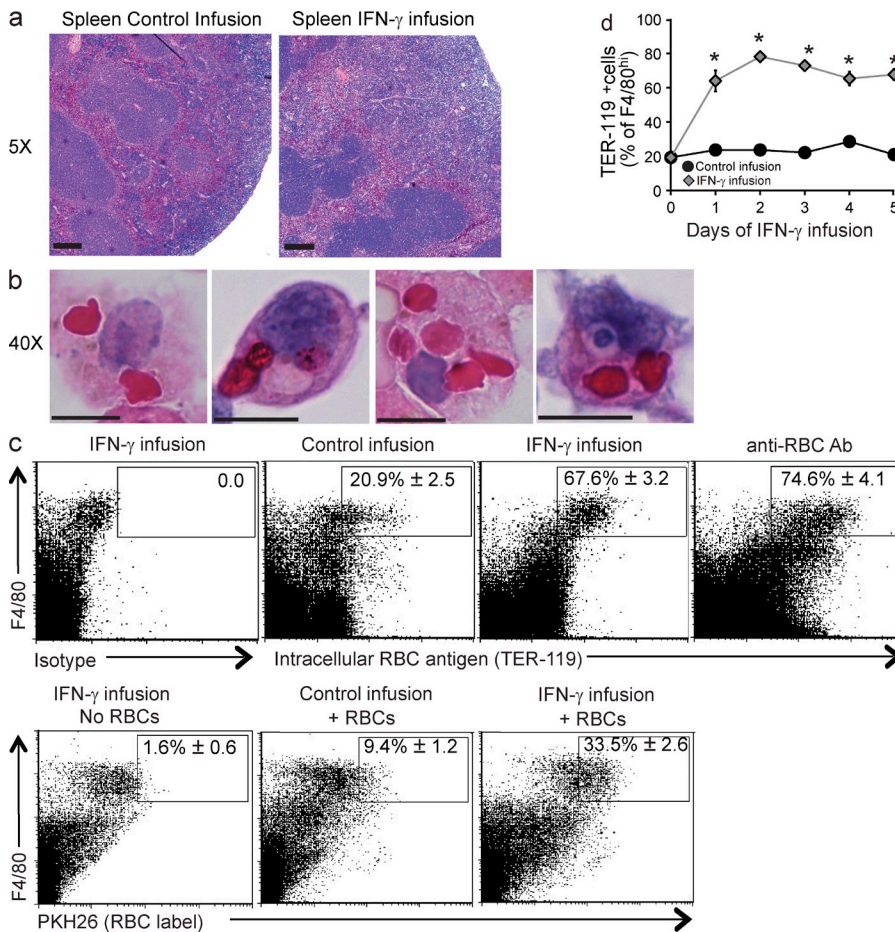 a
Spleen Control Infusion
Spleen IFN-γ infusion
5X
b
40X
c
IFN-γ infusion
Control infusion
IFN-γ infusion
anti-RBC Ab
0.0
20.9% ± 2.5
67.6% ± 3.2
74.6% ± 4.1
F4/80
Isotype
Intracellular RBC antigen (TER-119)
IFN-γ infusion
No RBCs
Control infusion
+ RBCs
IFN-γ infusion
+ RBCs
1.6% ± 0.6
9.4% ± 1.2
33.5% ± 2.6
F4/80
PKH26 (RBC label)
d
TER-119 +cells
(% of F4/80hi)
100
80
60
40
20
0
* * * * *
Control infusion
IFN-γ infusion
0 1 2 3 4 5
Days of IFN-γ infusion